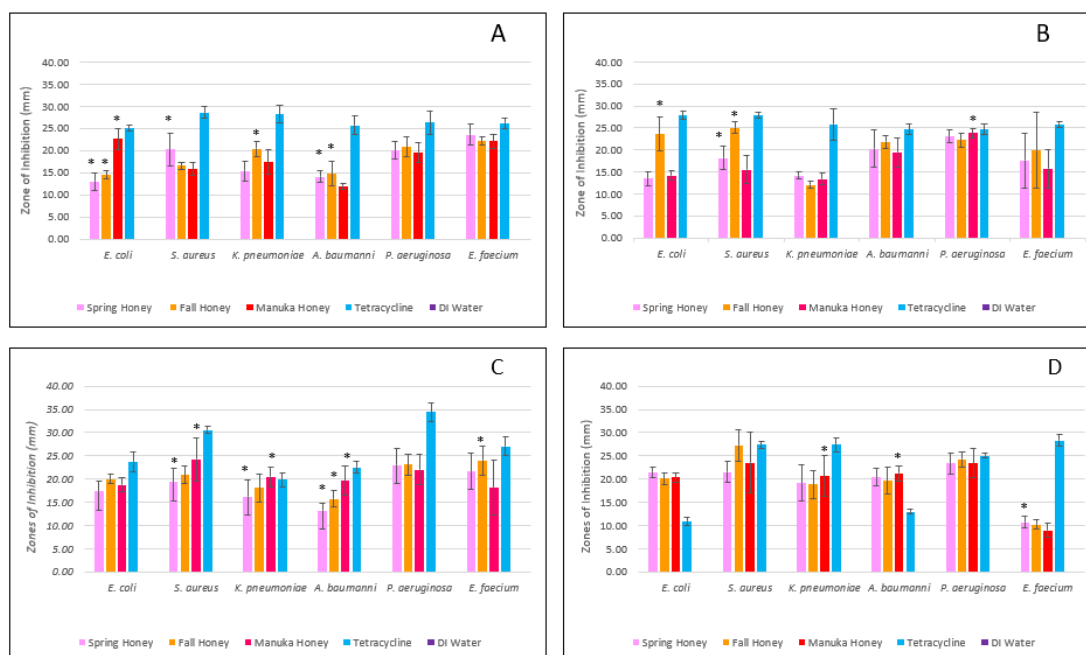 A
Zone of Inhibition (mm)
40.00
35.00
30.00
25.00
20.00
15.00
10.00
5.00
0.00
* * * * * * *
E. coli S. aureus K. pneumoniae A. baumanni P. aeruginosa E. faecium
Spring Honey Fall Honey Manuka Honey Tetracycline DI Water
B
Zone of Inhibition (mm)
40.00
35.00
30.00
25.00
20.00
15.00
10.00
5.00
0.00
* * * *
E. coli S. aureus K. pneumoniae A. baumanni P. aeruginosa E. faecium
Spring Honey Fall Honey Manuka Honey Tetracycline DI Water
C
Zones of Inhibition (mm)
40.00
35.00
30.00
25.00
20.00
15.00
10.00
5.00
0.00
* * * * * * * *
E. coli S. aureus K. pneumoniae A. baumanni P. aeruginosa E. faecium
Spring Honey Fall Honey Manuka Honey Tetracycline DI Water
D
Zones of Inhibition (mm)
40.00
35.00
30.00
25.00
20.00
15.00
10.00
5.00
0.00
* * *
E. coli S. aureus K. pneumoniae A. baumanni P. aeruginosa E. faecium
Spring Honey Fall Honey Manuka Honey Tetracycline DI Water